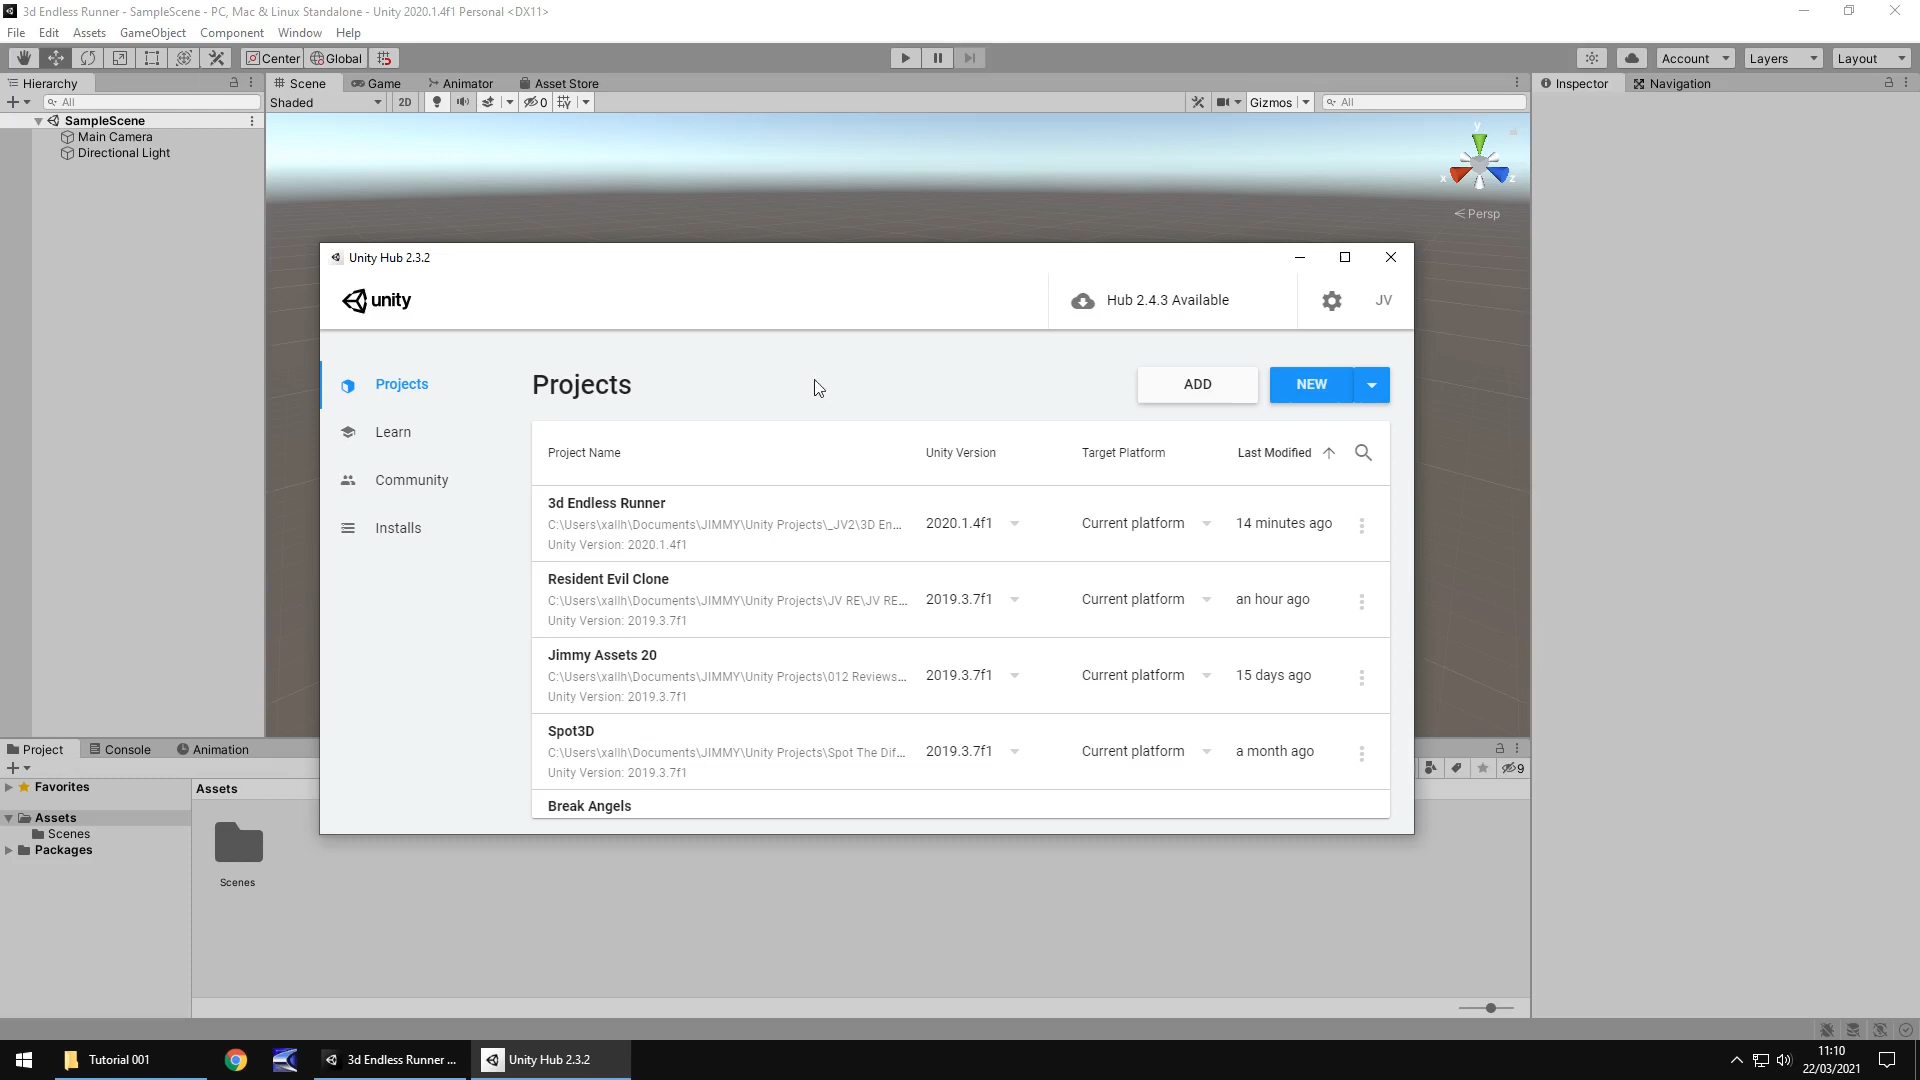 3d Endless Runner - SampleScene - PC, Mac & Linux Standalone - Unity 2020.1.4f1 Personal <DX11>
File Edit Assets GameObject Component Window Help
Center Global Account Layers Layout
Hierarchy Scene Game Animator Asset Store Inspector Navigation
All Shaded 2D 0 Gizmos All
SampleScene
Main Camera
Directional Light
y
x z
Persp
Unity Hub 2.3.2
unity Hub 2.4.3 Available JV
Projects
Learn
Community
Installs
Projects ADD NEW
Project Name Unity Version Target Platform Last Modified
3d Endless Runner
C:\Users\xallh\Documents\JIMMY\Unity Projects\_JV2\3D En... 2020.1.4f1 Current platform 14 minutes ago
Unity Version: 2020.1.4f1
Resident Evil Clone
C:\Users\xallh\Documents\JIMMY\Unity Projects\JV RE\JV RE... 2019.3.7f1 Current platform an hour ago
Unity Version: 2019.3.7f1
Jimmy Assets 20
C:\Users\xallh\Documents\JIMMY\Unity Projects\012 Reviews... 2019.3.7f1 Current platform 15 days ago
Unity Version: 2019.3.7f1
Spot3D
C:\Users\xallh\Documents\JIMMY\Unity Projects\Spot The Dif... 2019.3.7f1 Current platform a month ago
Unity Version: 2019.3.7f1
Break Angels
Project Console Animation
9
Favorites
Assets
Scenes
Packages
Assets
Scenes
Tutorial 001 3d Endless Runner ... Unity Hub 2.3.2
11:10
22/03/2021